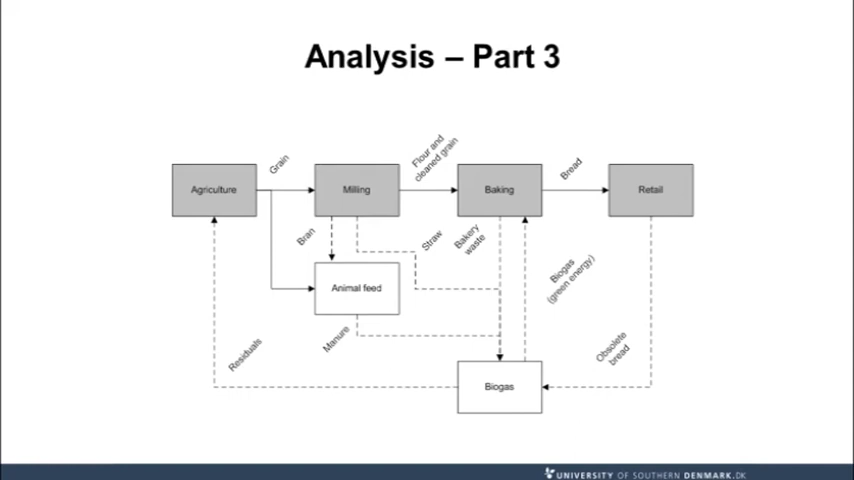 Analysis – Part 3
Grain
Flour and
cleaned grain
Bread
Agriculture
Milling
Baking
Retail
Bran
Straw
Bakery
waste
Biogas
(green energy)
Animal feed
Manure
Residuals
Obsolete
bread
Biogas
UNIVERSITY OF SOUTHERN DENMARK.DK